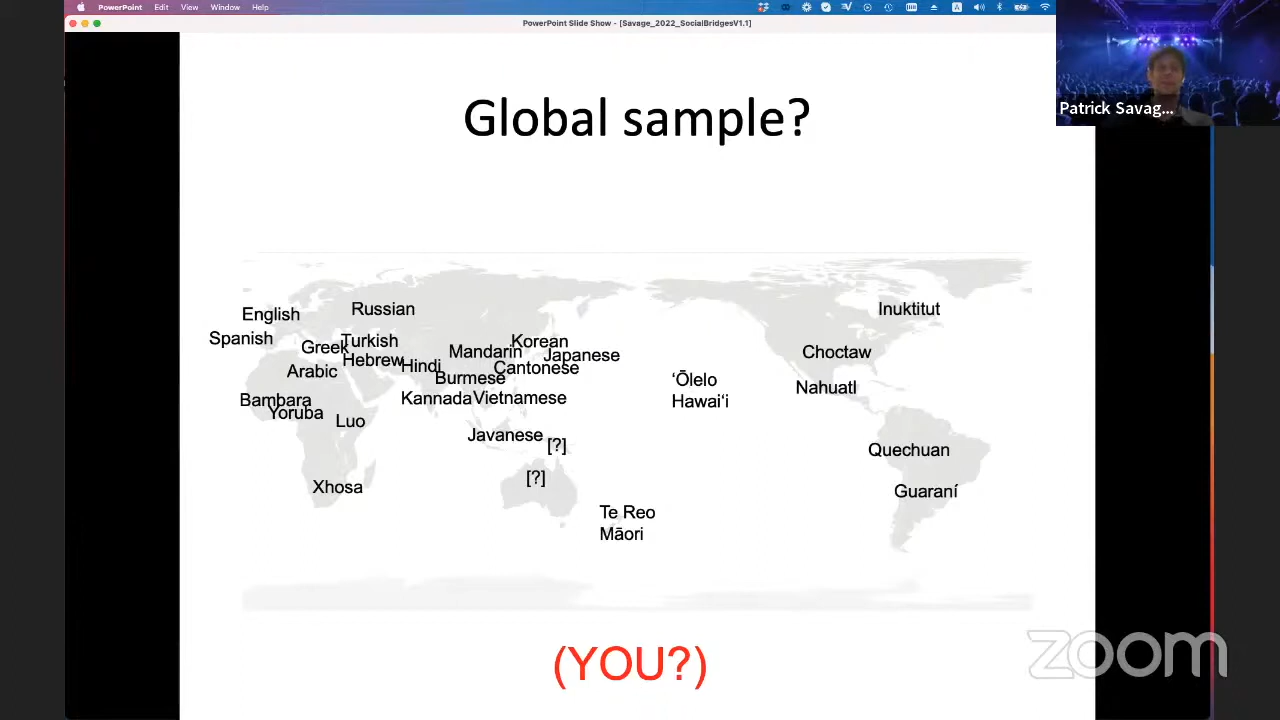 PowerPoint Edit View Window Help
PowerPoint Slide Show - [Savage_2022_SocialBridgesV1.1]
Patrick Savag...
Global sample?
English
Russian
Inuktitut
Spanish
Greek
Turkish
Korean
Hebrew
Hindi
Mandarin
Japanese
Choctaw
Arabic
Burmese
Cantonese
ʻŌlelo
Hawaiʻi
Nahuatl
Bambara
Yoruba
Kannada
Vietnamese
Luo
Javanese
[?]
Quechuan
[?]
Xhosa
Guaraní
Te Reo
Māori
(YOU?)
zoom